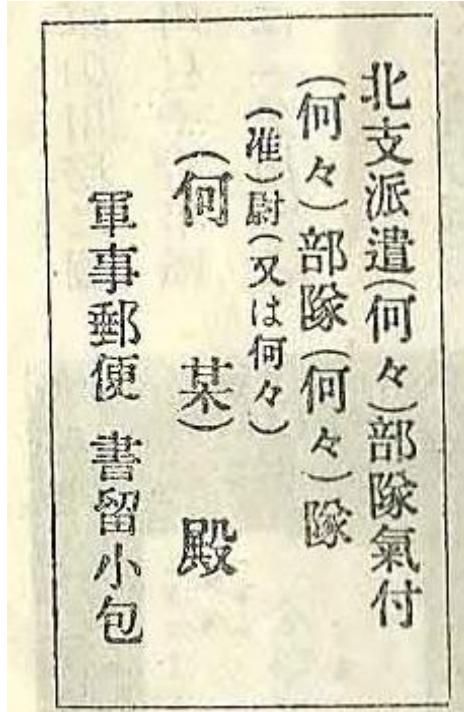 北支派遣(何々)部隊氣付
(何々)部隊(何々)隊
(准)尉(又は何々)
(何 某) 殿
軍事郵便 書留小包